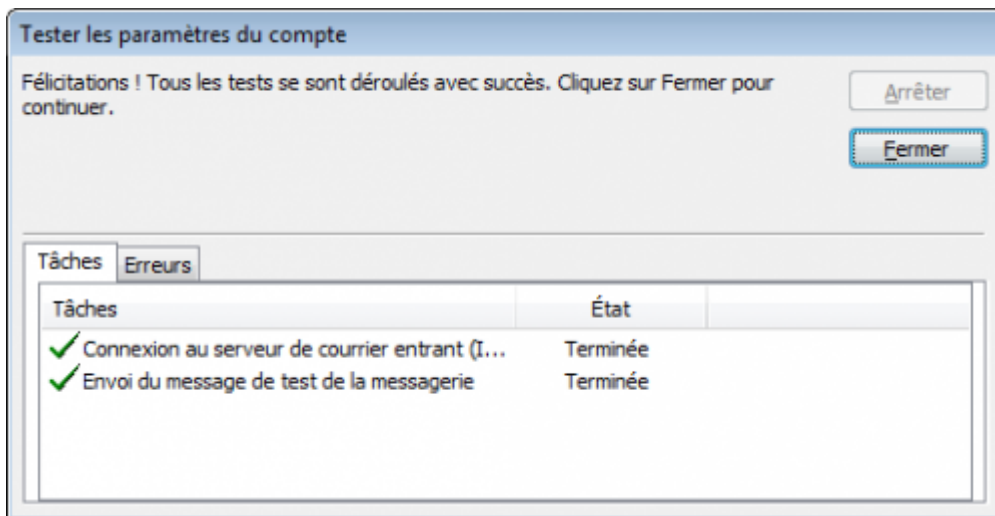 Tester les paramètres du compte
Félicitations ! Tous les tests se sont déroulés avec succès. Cliquez sur Fermer pour
continuer.
Arrêter
Fermer
Tâches Erreurs
Tâches État
Connexion au serveur de courrier entrant (I... Terminée
Envoi du message de test de la messagerie Terminée